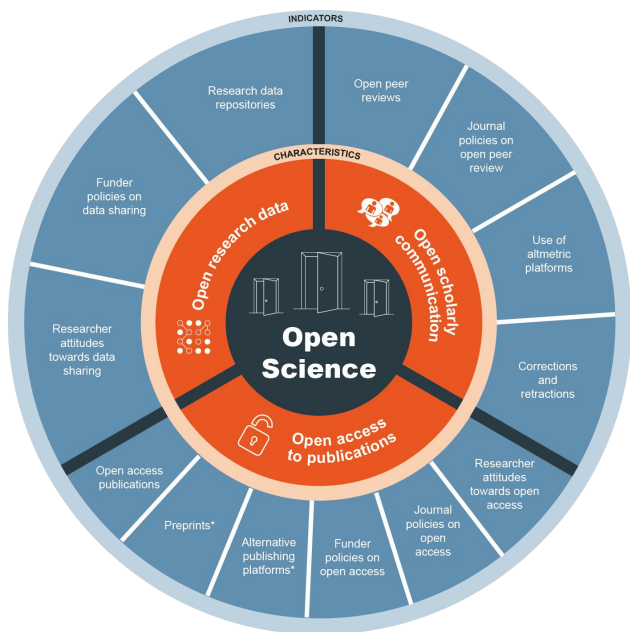 INDICATORS
Research data
repositories
Open peer
reviews
Journal
policies on
open peer
review
Use of
altmetric
platforms
Corrections
and
retractions
Researcher
attitudes
towards open
access
Journal
policies on
open
access
Funder
policies on
open access
Alternative
publishing
platforms*
Preprints*
Open access
publications
Researcher
attitudes
towards data
sharing
Funder
policies on
data sharing
CHARACTERISTICS
Open research data
Open scholarly
communication
Open access
to publications
Open
Science